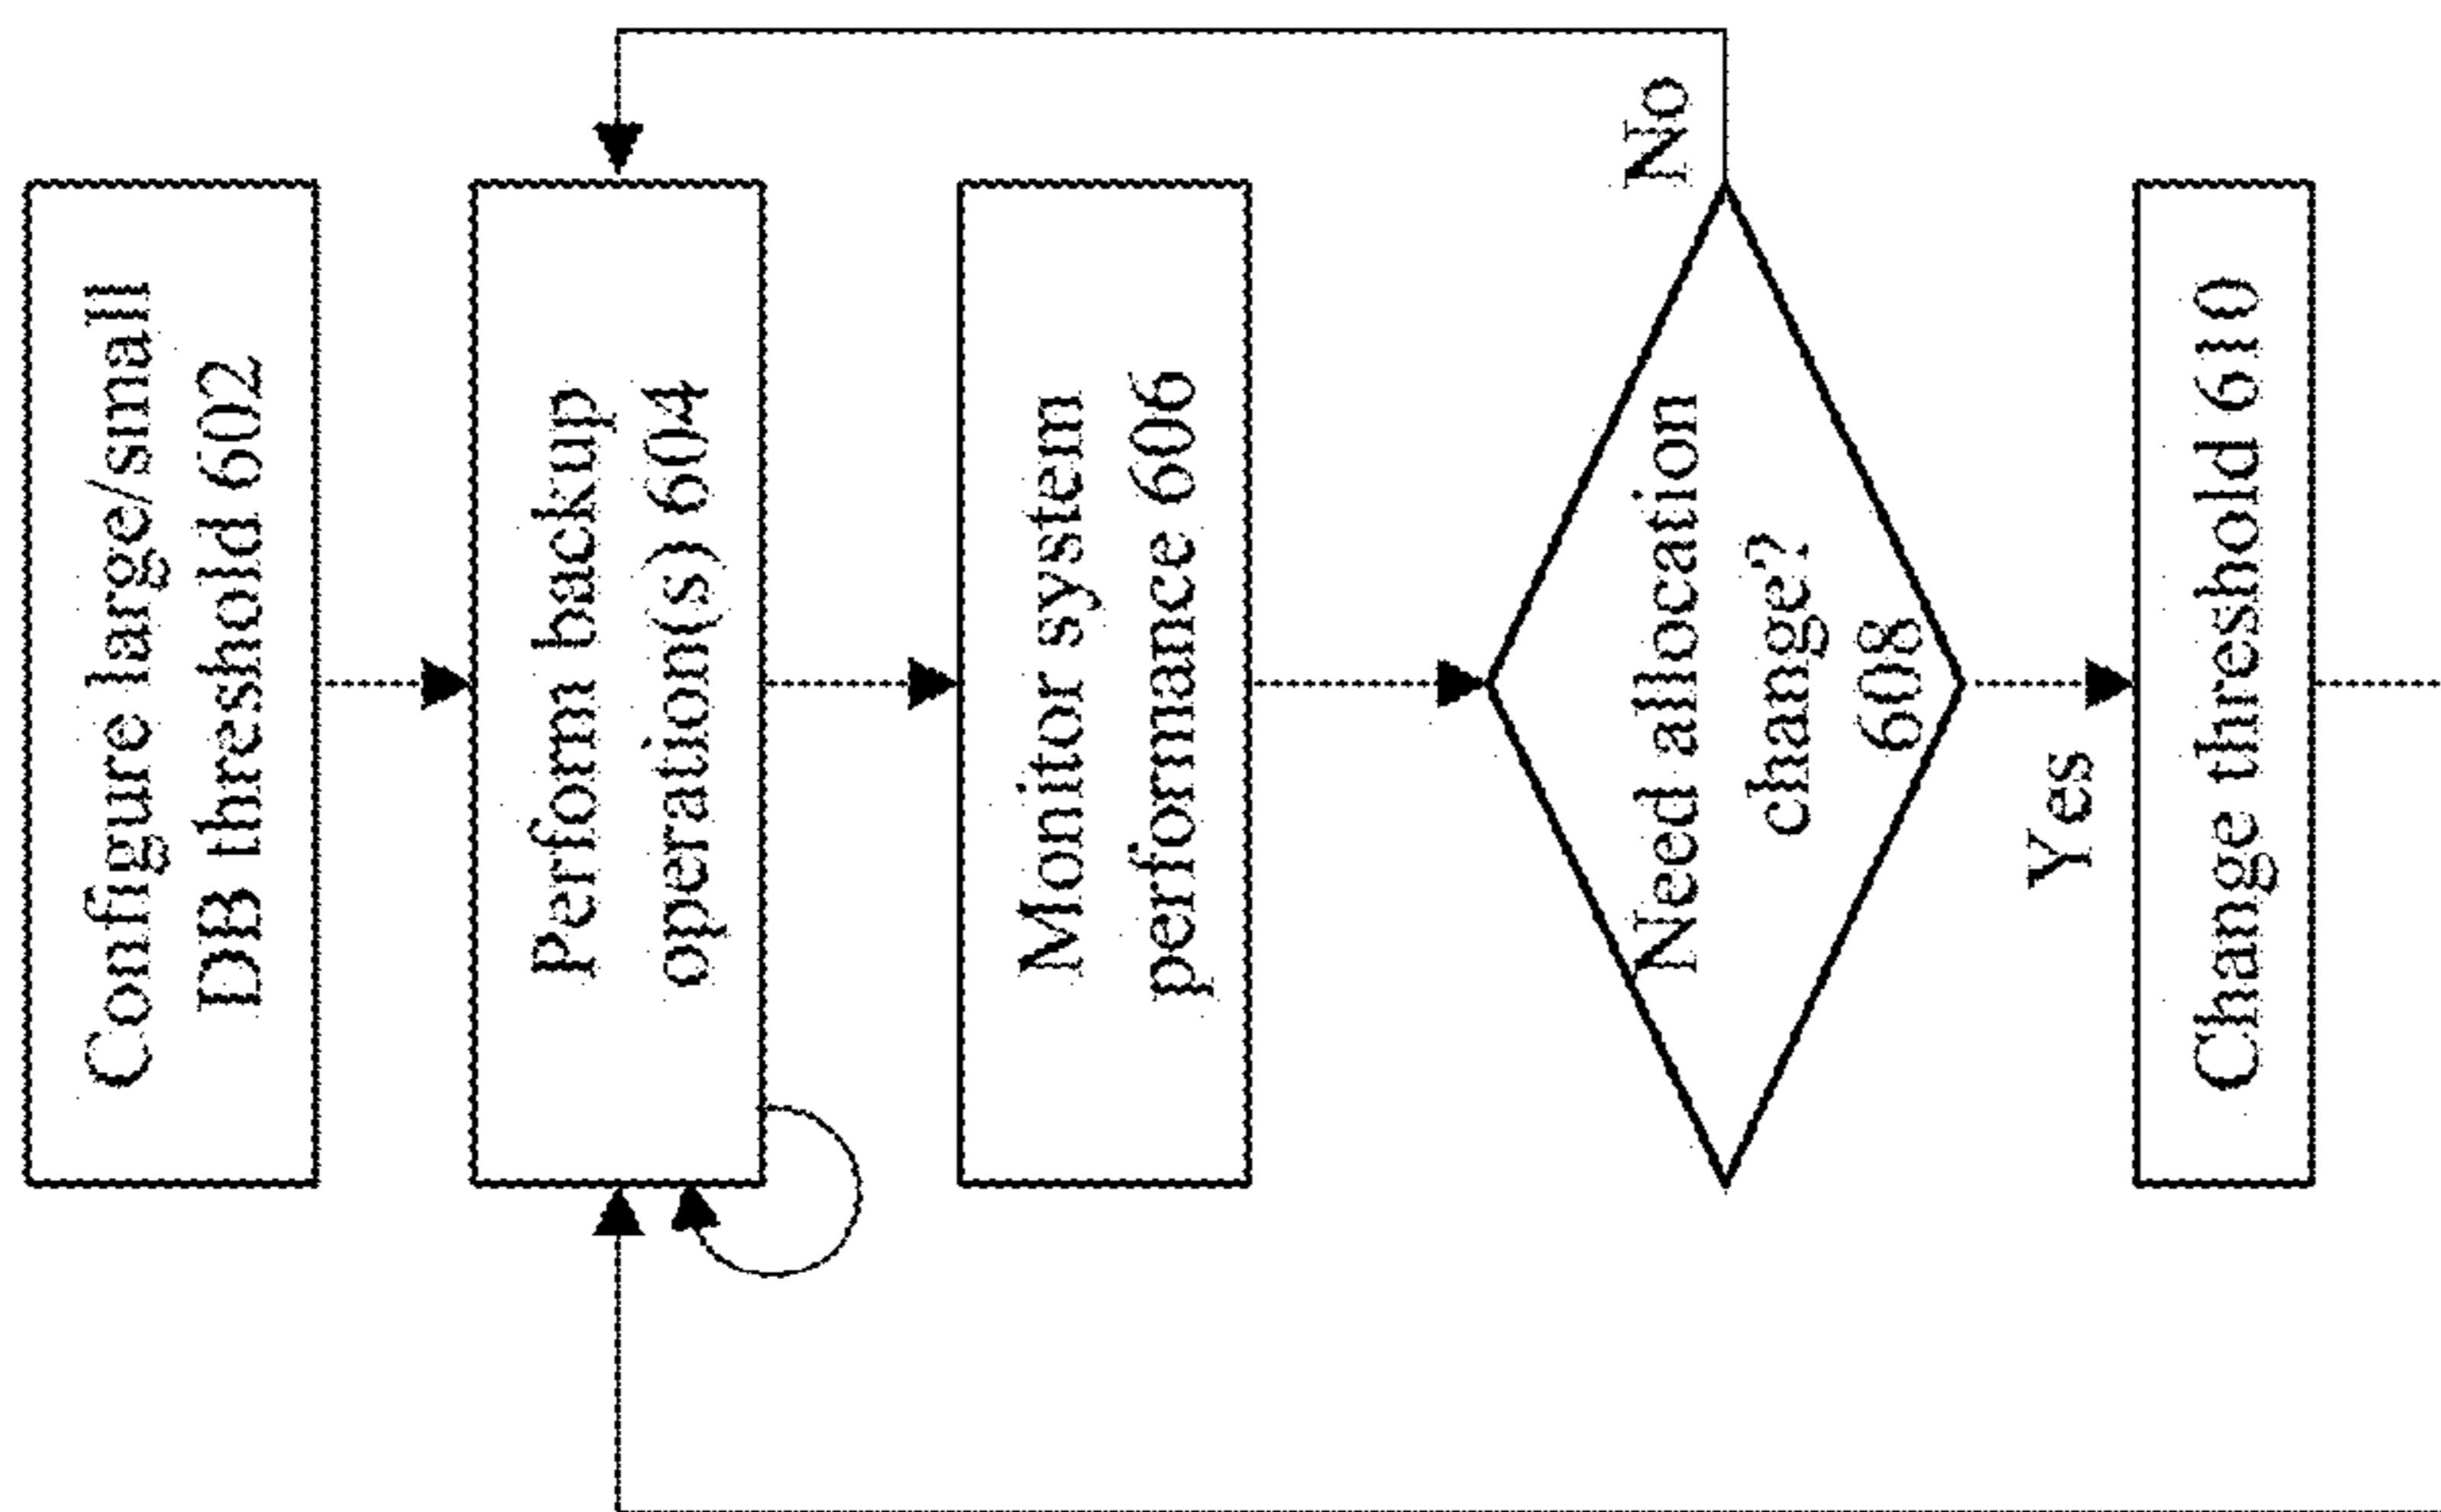 Configure large/small
DB threshold 602
Perform backup
operation(s) 604
Monitor system
performance 606
Need allocation
change?
608
No
Yes
Change threshold 610